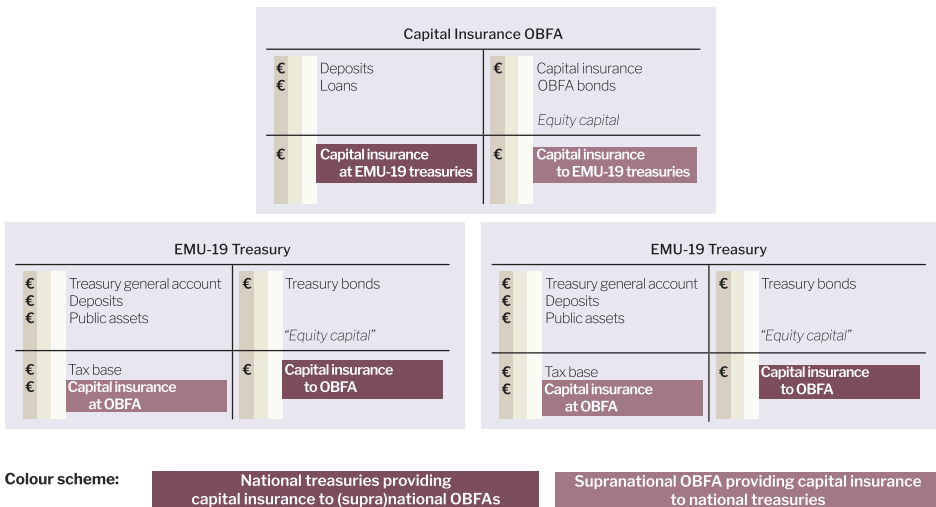 Capital Insurance OBFA
€ Deposits
€ Loans
€ Capital insurance
OBFA bonds
Equity capital
€ Capital insurance
at EMU-19 treasuries
€ Capital insurance
to EMU-19 treasuries
EMU-19 Treasury
€ Treasury general account
€ Deposits
€ Public assets
€ Treasury bonds
“Equity capital”
€ Tax base
€ Capital insurance
at OBFA
€ Capital insurance
to OBFA
EMU-19 Treasury
€ Treasury general account
€ Deposits
€ Public assets
€ Treasury bonds
“Equity capital”
€ Tax base
€ Capital insurance
at OBFA
€ Capital insurance
to OBFA
Colour scheme:
National treasuries providing
capital insurance to (supra)national OBFAs
Supranational OBFA providing capital insurance
to national treasuries